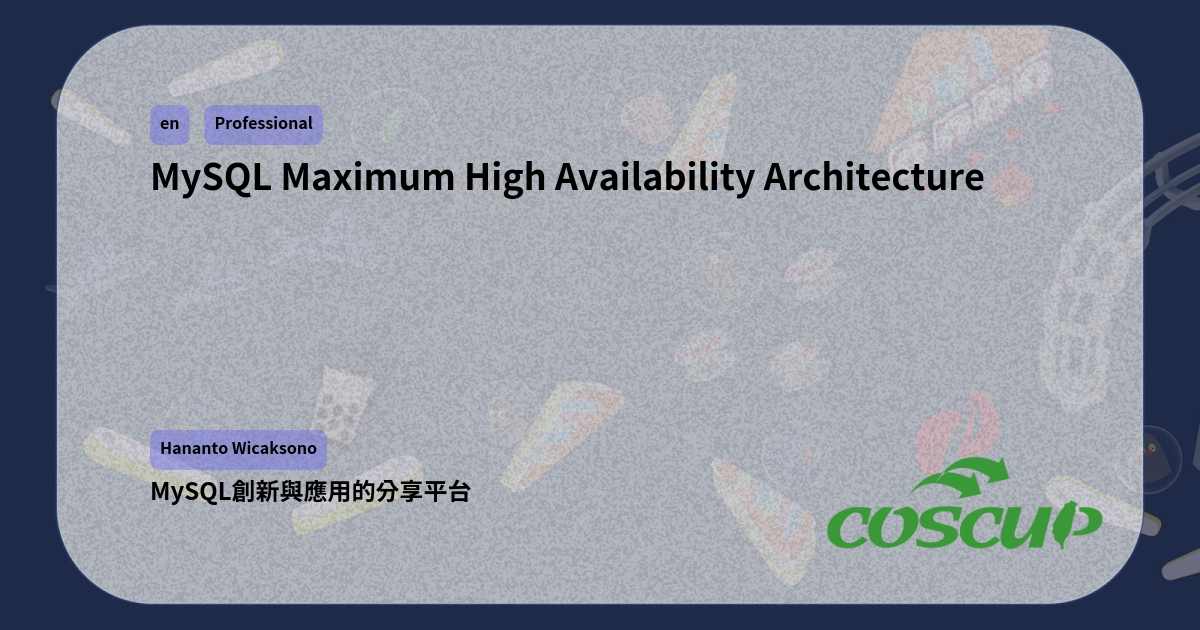 en Professional
MySQL Maximum High Availability Architecture
Hananto Wicaksono
MySQL創新與應用的分享平台
COSCUP